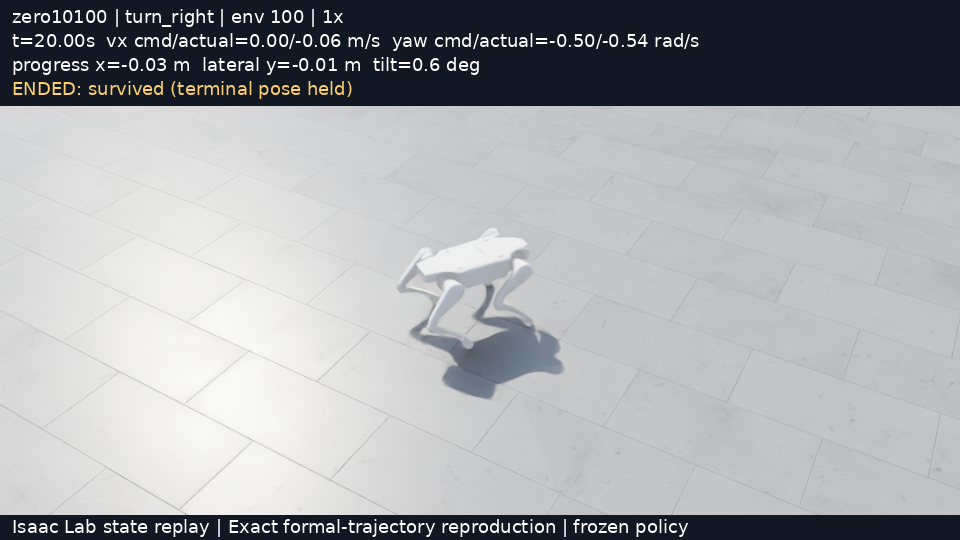 zero10100 | turn_right | env 100 | 1x
t=20.00s  vx cmd/actual=0.00/-0.06 m/s  yaw cmd/actual=-0.50/-0.54 rad/s
progress x=-0.03 m  lateral y=-0.01 m  tilt=0.6 deg
ENDED: survived (terminal pose held)
Isaac Lab state replay | Exact formal-trajectory reproduction | frozen policy